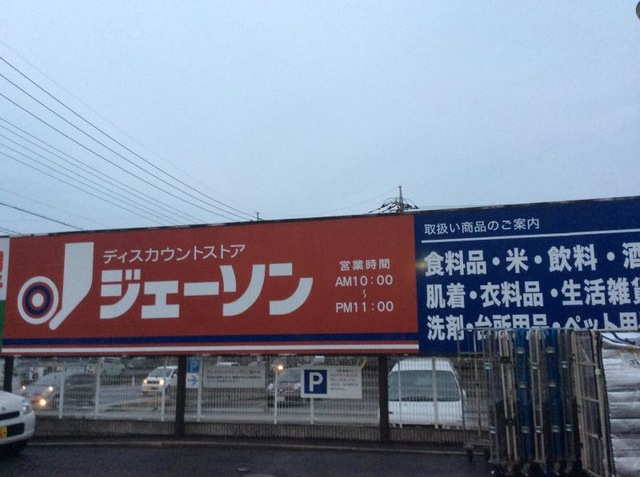 ディスカウントストア
ジェーソン
営業時間
AM10:00
〜
PM11:00
取扱い商品のご案内
食料品・米・飲料・酒
肌着・衣料品・生活雑貨
洗剤・台所用品・ペット用
P
P